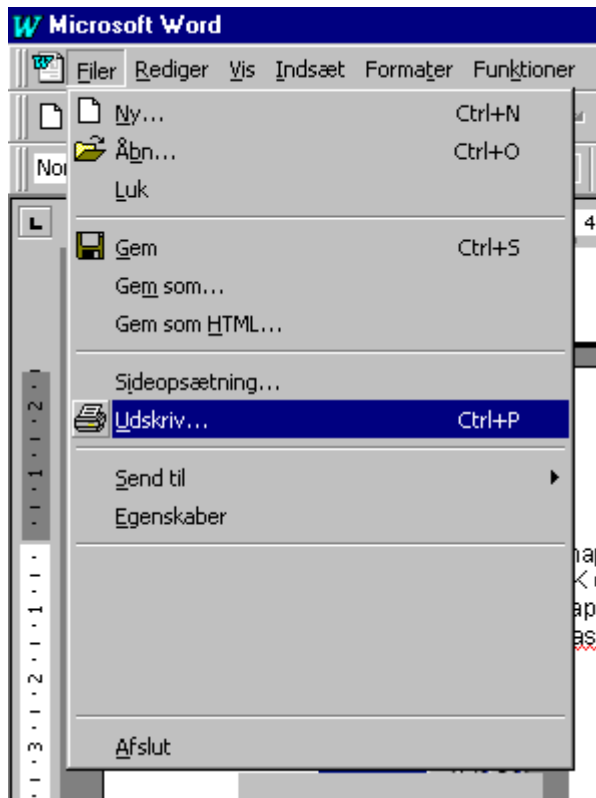 Microsoft Word
Filer Rediger Vis Indsæt Formater Funktioner
Ny... Ctrl+N
Åbn... Ctrl+O
Luk
Gem Ctrl+S
Gem som...
Gem som HTML...
Sideopsætning...
Udskriv... Ctrl+P
Send til
Egenskaber
Afslut